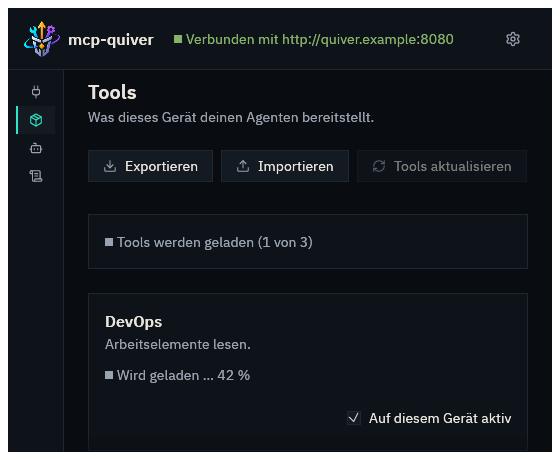 mcp-quiver
Verbunden mit http://quiver.example:8080
Tools
Was dieses Gerät deinen Agenten bereitstellt.
Exportieren
Importieren
Tools aktualisieren
Tools werden geladen (1 von 3)
DevOps
Arbeitselemente lesen.
Wird geladen … 42 %
Auf diesem Gerät aktiv